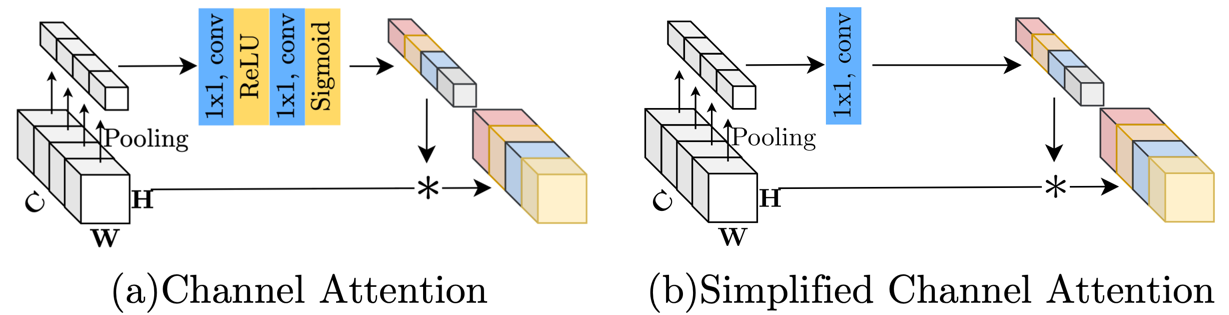 1x1, conv
ReLU
1x1, conv
Sigmoid
Pooling
C
H
W
*
(a)Channel Attention
1x1, conv
Pooling
C
H
W
*
(b)Simplified Channel Attention